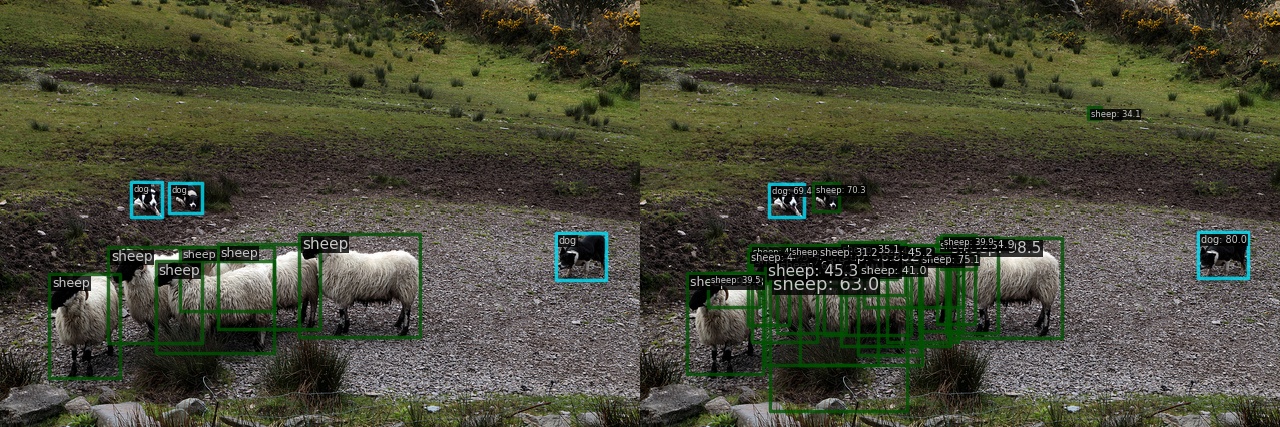 dog
dog
dog
sheep
sheep
sheep
sheep
sheep
sheep
sheep: 34.1
dog: 69.4
sheep: 70.3
dog: 80.0
sheep: 39.9
sheep: 31.2
35.1
45.2
sheep: 75.1
sheep: 45.3
sheep: 41.0
sheep: 39.5
sheep: 63.0